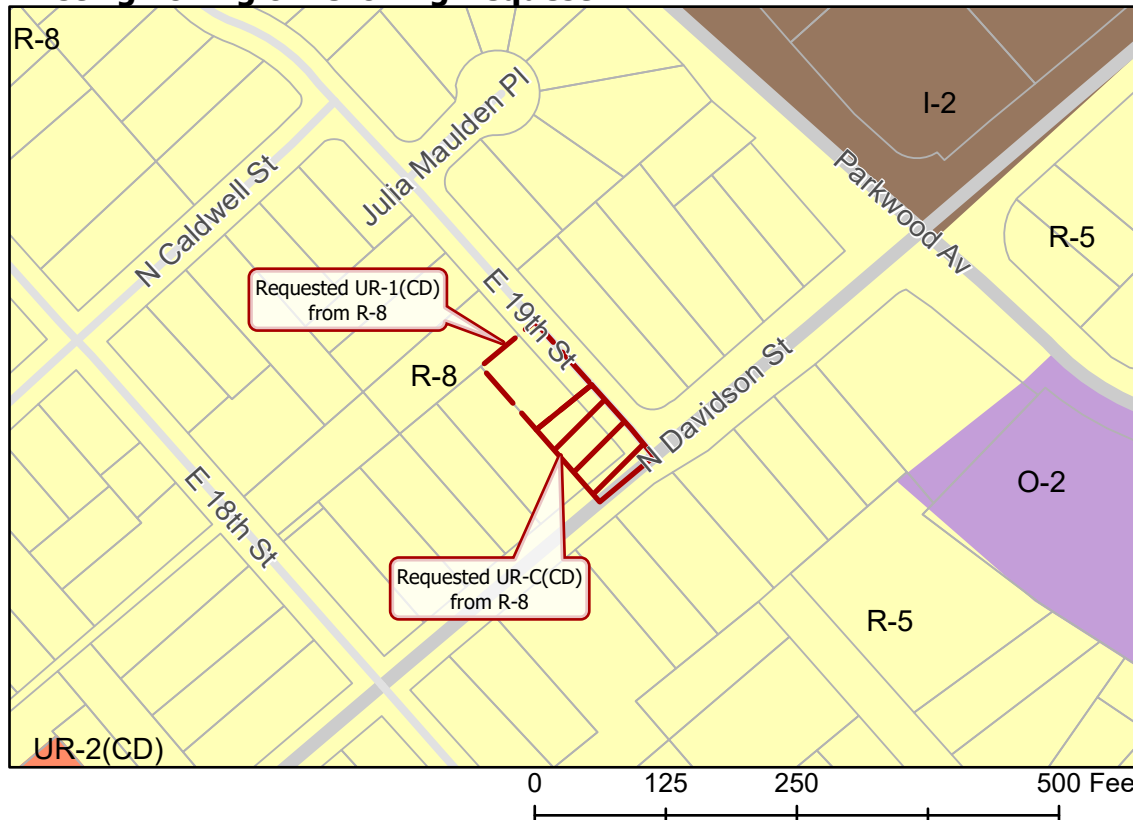 R-8
I-2
Julia Maulden Pl
N Caldwell St
Parkwood Av
R-5
Requested UR-1(CD)
from R-8
E 19th St
R-8
N Davidson St
E 18th St
O-2
Requested UR-C(CD)
from R-8
R-5
UR-2(CD)
0 125 250 500 Fee